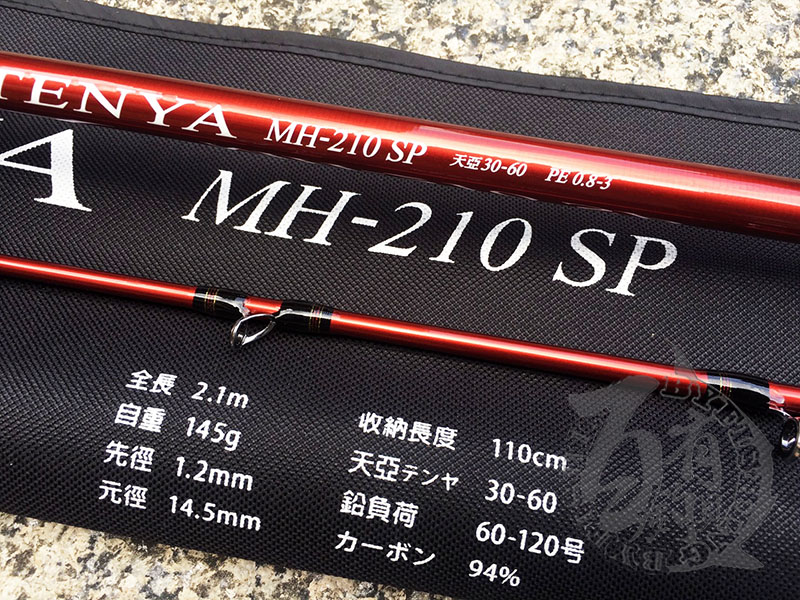 TENYA MH-210 SP 天亞30-60 PE 0.8-3
A MH-210 SP
全長 2.1m
自重 145g
先徑 1.2mm
元徑 14.5mm
收納長度 110cm
天亞テンヤ 30-60
鉛負荷 60-120号
カーボン 94%